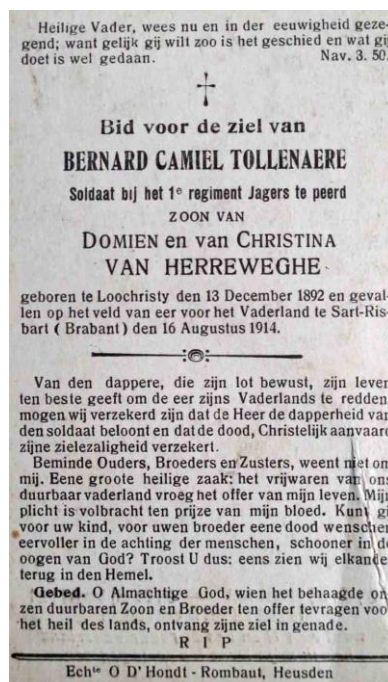 Heilige Vader, wees nu en in der eeuwigheid geze-
gend; want gelijk gij wilt zoo is het geschied en wat gij
doet is wel gedaan. Nav. 3. 50.
Bid voor de ziel van
BERNARD CAMIEL TOLLENAERE
Soldaat bij het 1e regiment Jagers te peerd
ZOON VAN
DOMIEN en van CHRISTINA
VAN HERREWEGHE
geboren te Loochristy den 13 December 1892 en geval-
len op het veld van eer voor het Vaderland te Sart-Ris-
bart ( Brabant ) den 16 Augustus 1914.
Van den dappere, die zijn lot bewust, zijn leven
ten beste geeft om de eer zijns Vaderlands te redden
mogen wij verzekerd zijn dat de Heer de dapperheid van
den soldaat beloont en dat de dood, Christelijk aanvaard
zijne zielezaligheid verzekert.
Beminde Ouders, Broeders en Zusters, weent niet om
mij. Eene groote heilige zaak: het vrijwaren van ons
duurbaar vaderland vroeg het offer van mijn leven. Mijn
plicht is volbracht ten prijze van mijn bloed. Kunt gij
voor uw kind, voor uwen broeder eene dood wenschen
eervoller in de achting der menschen, schooner in de
oogen van God? Troost U dus: eens zien wij elkander
terug in den Hemel.
Gebed. O Almachtige God, wien het behaagde on-
zen duurbaren Zoon en Broeder ten offer te vragen voor
het heil des lands, ontvang zijne ziel in genade.
R I P
Echte O D' Hondt - Rombaut, Heusden